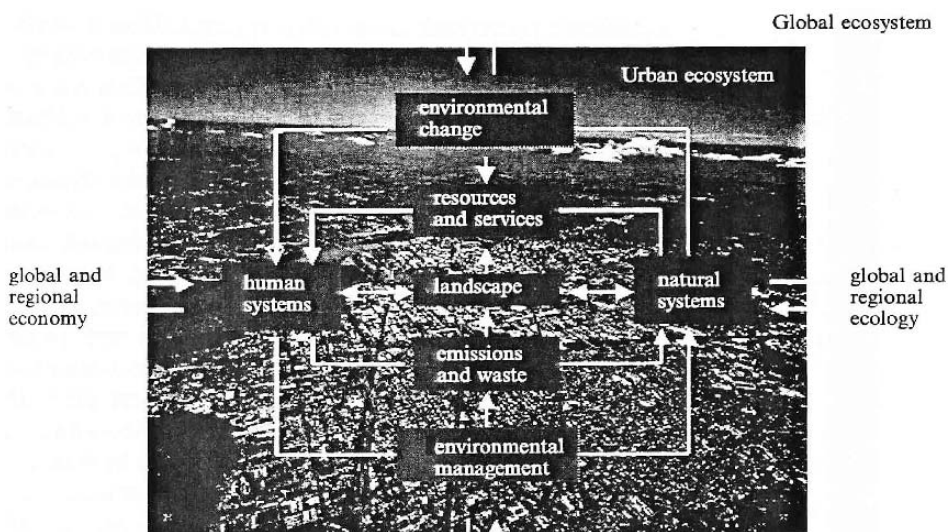 Global ecosystem
Urban ecosystem
environmental
change
resources
and services
global and
regional
economy
human
systems
landscape
natural
systems
global and
regional
ecology
emissions
and waste
environmental
management